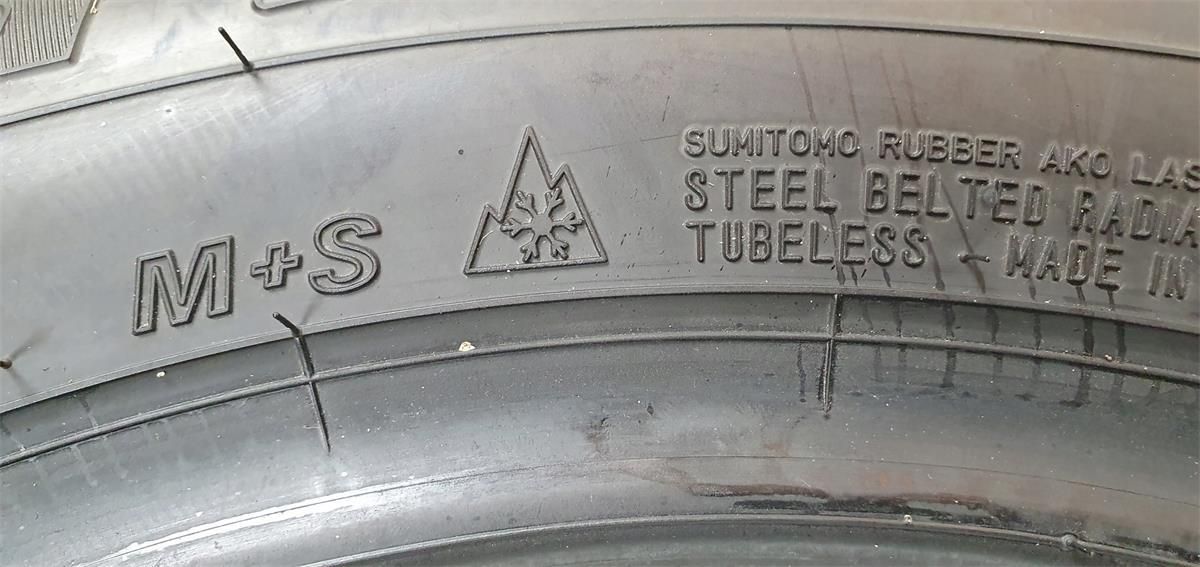 M+S
SUMITOMO RUBBER AKO
STEEL BELTED
TUBELESS - MADE IN